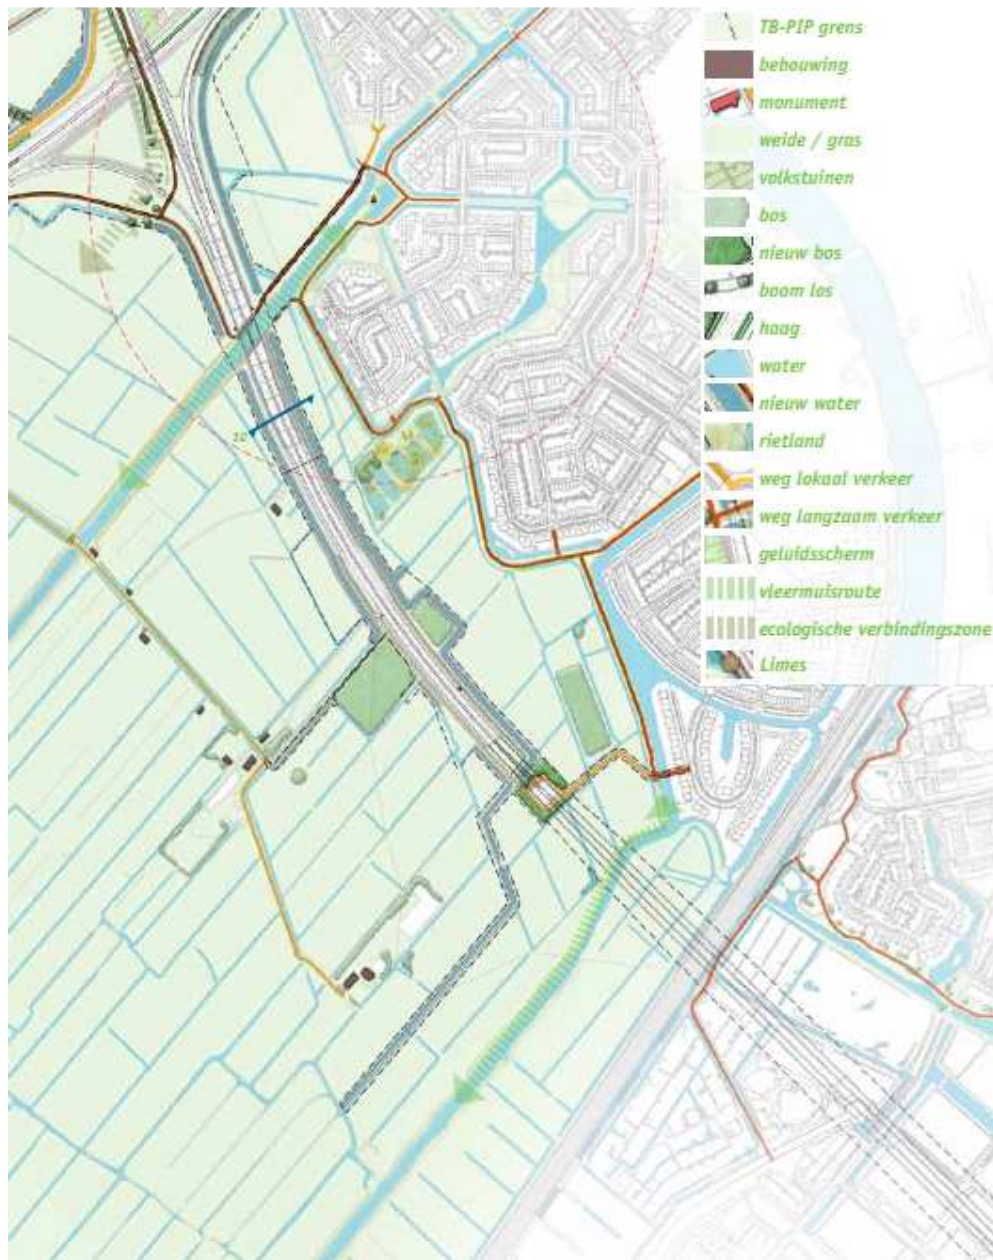 TB-PIP grens
bebouwing
monument
weide / gras
volkstuinen
bos
nieuw bos
boom los
haag
water
nieuw water
rietland
weg lokaal verkeer
weg langzaam verkeer
geluidsscherm
vleermuisroute
ecologische verbindingszone
Limes